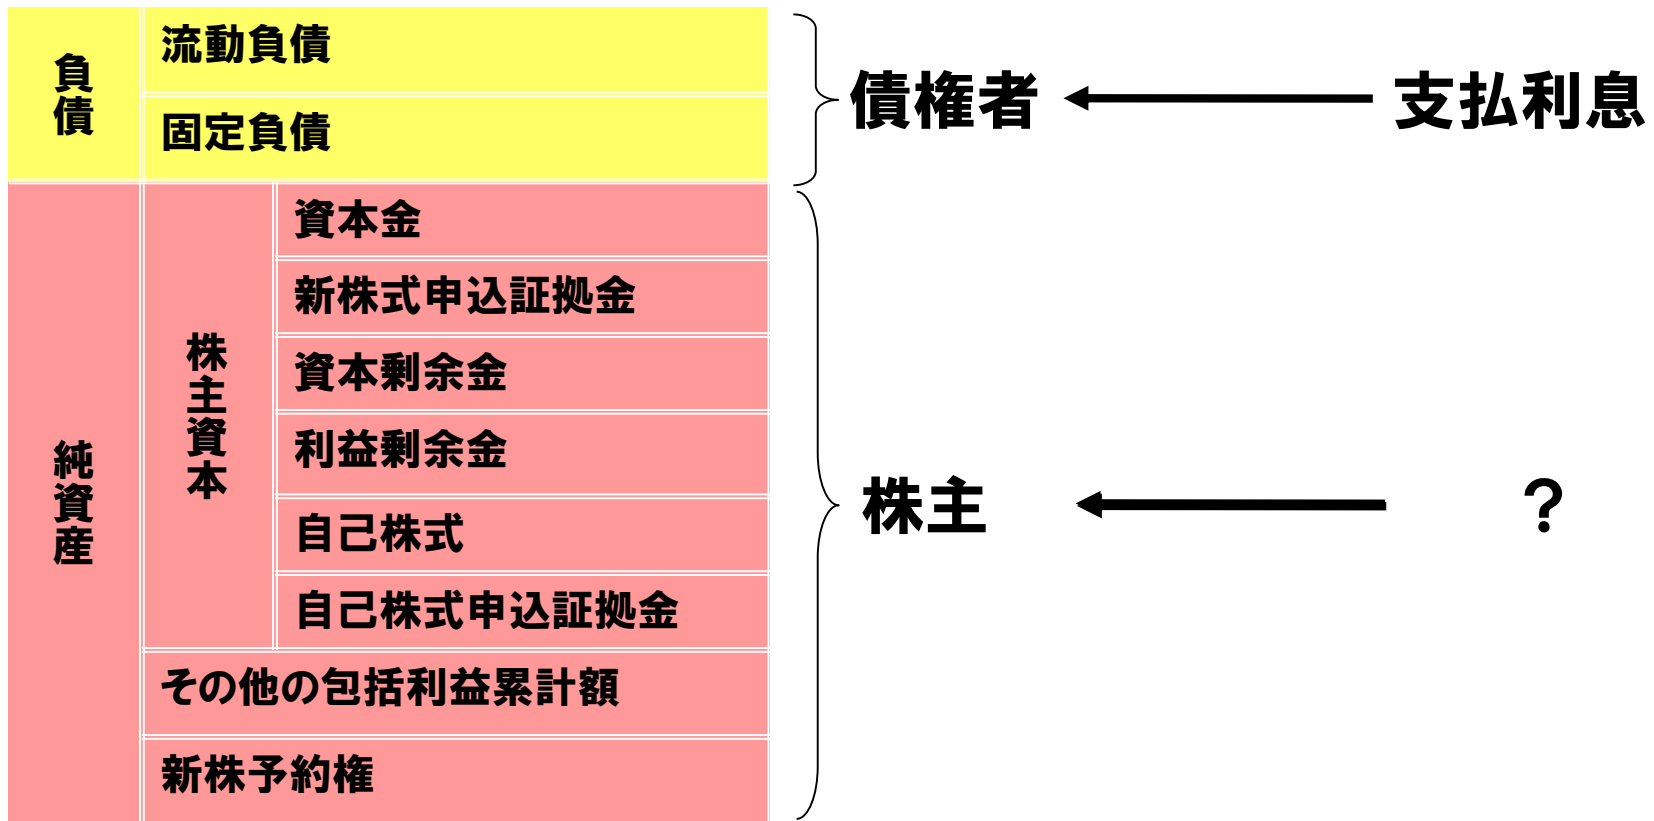 負債
流動負債
固定負債
債権者
支払利息
純資産
株主資本
資本金
新株式申込証拠金
資本剰余金
利益剰余金
自己株式
自己株式申込証拠金
その他の包括利益累計額
新株予約権
株主
？